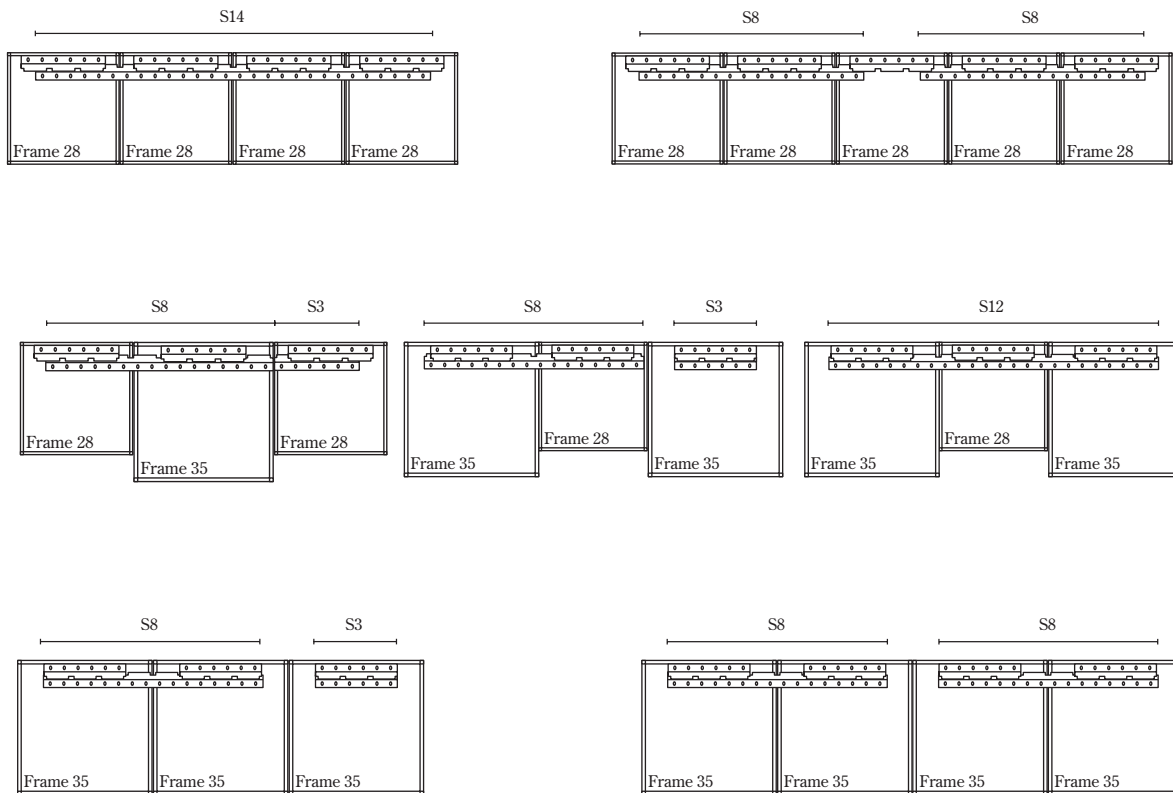 S14
S8 S8
Frame 28 Frame 28 Frame 28 Frame 28
Frame 28 Frame 28 Frame 28 Frame 28 Frame 28
S8 S3
S8 S3
S12
Frame 28 Frame 35 Frame 28
Frame 35 Frame 28 Frame 35
Frame 35 Frame 28 Frame 35
S8 S3
S8 S8
Frame 35 Frame 35 Frame 35
Frame 35 Frame 35 Frame 35 Frame 35